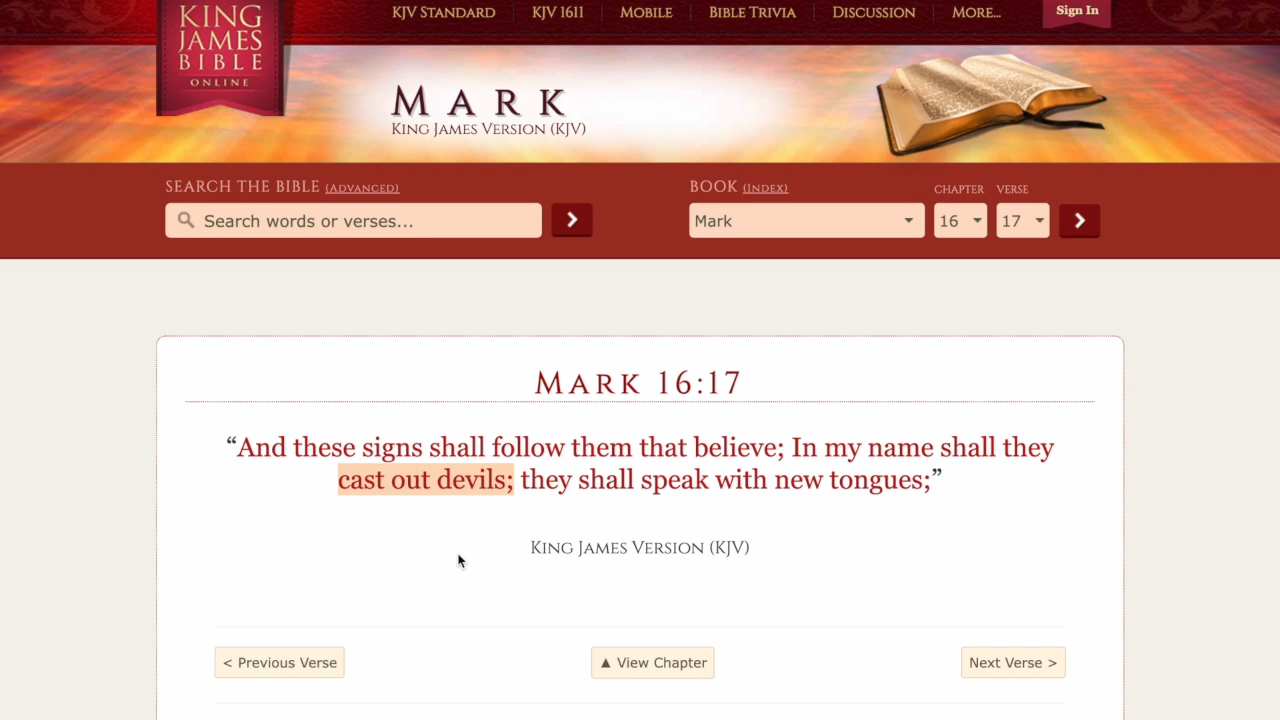 KING
JAMES
BIBLE
ONLINE
KJV STANDARD KJV 1611 MOBILE BIBLE TRIVIA DISCUSSION MORE... Sign In
MARK
KING JAMES VERSION (KJV)
SEARCH THE BIBLE (ADVANCED) BOOK (INDEX) CHAPTER VERSE
Search words or verses... > Mark 16 17 >
MARK 16:17
“And these signs shall follow them that believe; In my name shall they
cast out devils; they shall speak with new tongues;”
KING JAMES VERSION (KJV)
< Previous Verse ▲ View Chapter Next Verse >